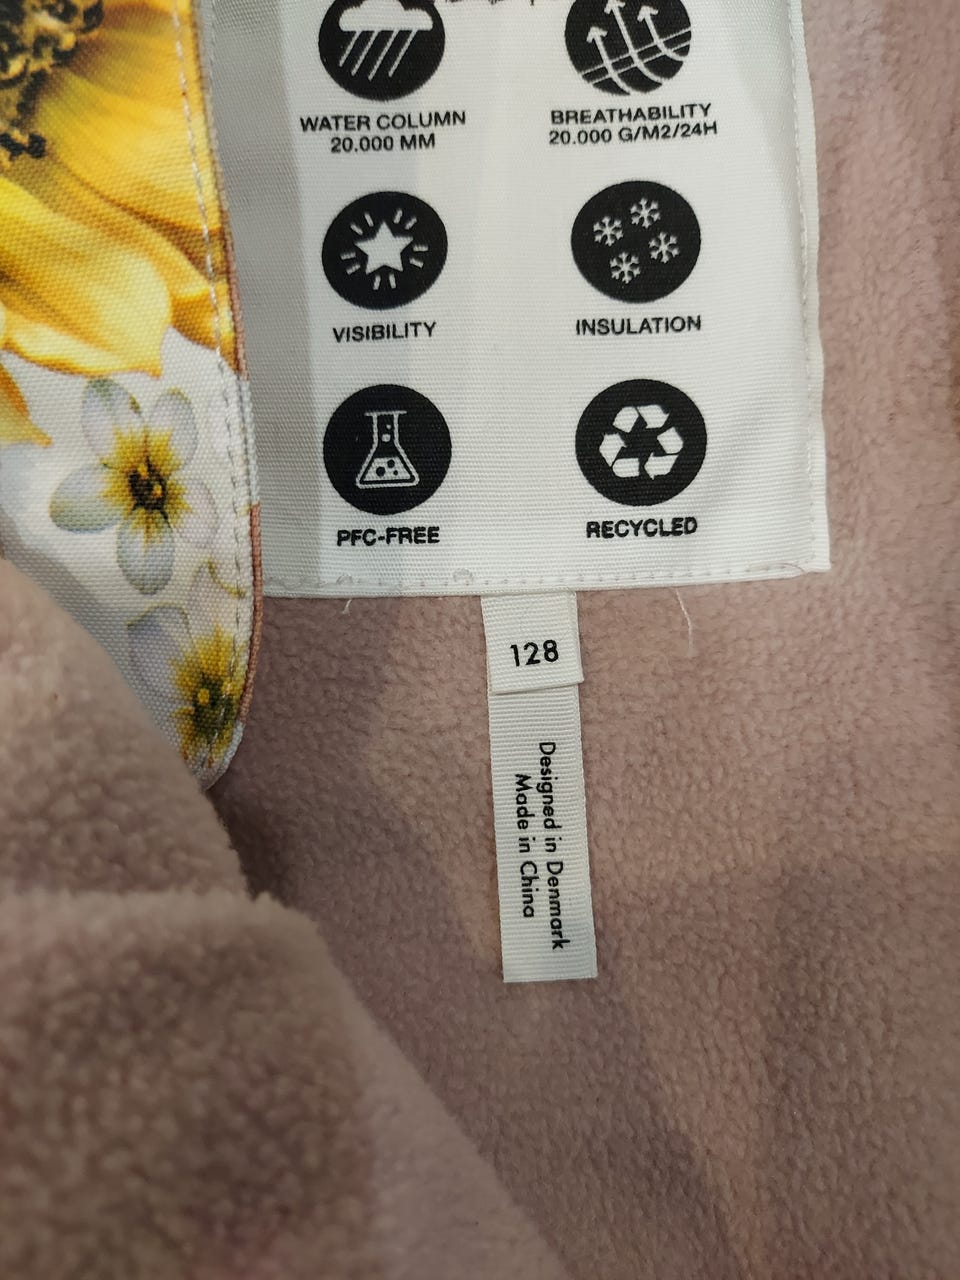 WATER COLUMN
20.000 MM
BREATHABILITY
20.000 G/M2/24H
VISIBILITY
INSULATION
PFC-FREE
RECYCLED
128
Designed in Denmark
Made in China